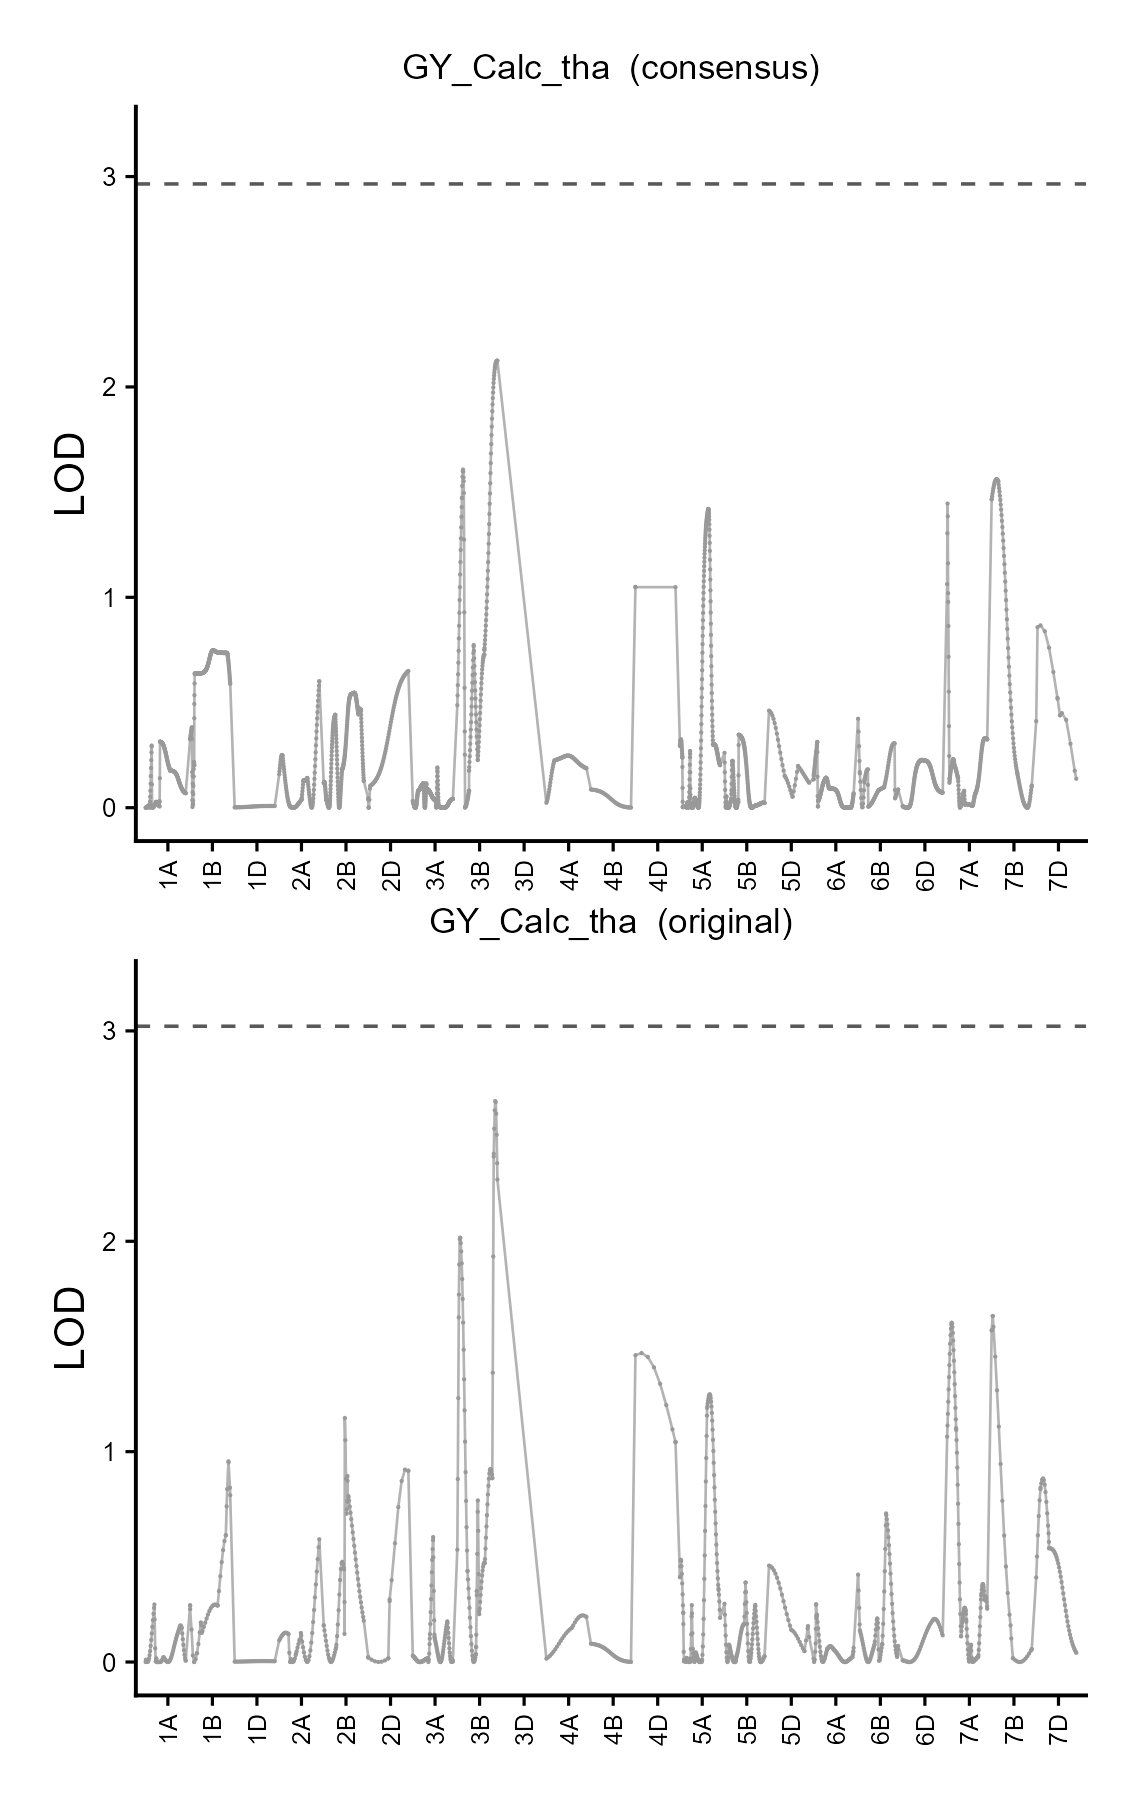 GY_Calc_tha (consensus)
LOD
3
2
1
0
1A 1B 1D 2A 2B 2D 3A 3B 3D 4A 4B 4D 5A 5B 5D 6A 6B 6D 7A 7B 7D
GY_Calc_tha (original)
LOD
3
2
1
0
1A 1B 1D 2A 2B 2D 3A 3B 3D 4A 4B 4D 5A 5B 5D 6A 6B 6D 7A 7B 7D